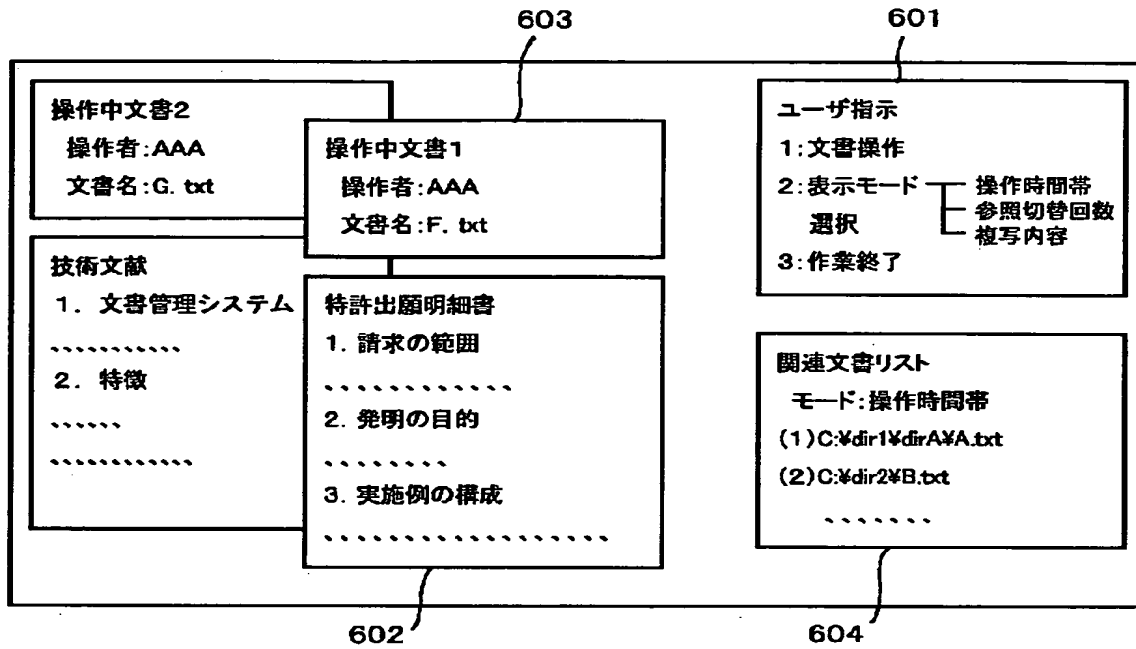 603
601
操作中文書2
操作者:AAA
文書名:G. txt
操作中文書1
操作者:AAA
文書名:F. txt
技術文献
1. 文書管理システム
、、、、、、、、、、、
2. 特徴
、、、、、、
、、、、、、、、、、、、
特許出願明細書
1. 請求の範囲
、、、、、、、、、、、、
2. 発明の目的
、、、、、、、、
3. 実施例の構成
、、、、、、、、、、、、、、、、、、
ユーザ指示
1:文書操作
2:表示モード 操作時間帯
参照切替回数
選択
複写内容
3:作業終了
関連文書リスト
モード:操作時間帯
(1)C:¥dir1¥dirA¥A.txt
(2)C:¥dir2¥B.txt
、、、、、、、
602
604